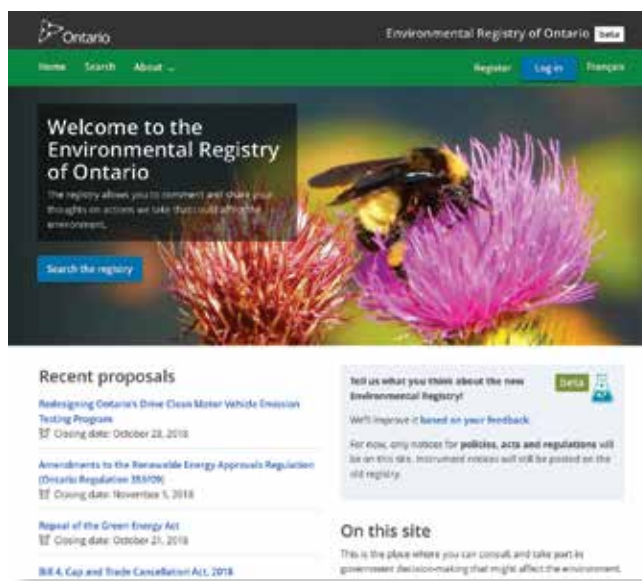 Ontario
Environmental Registry of Ontario beta
Home Search About
Register Log in Français
Welcome to the
Environmental Registry
of Ontario
The registry allows you to comment and share your
thoughts on actions we take that could affect the
environment.
Search the registry
Recent proposals
Redesigning Ontario's Drive Clean Motor Vehicle Emission
Testing Program
Closing date: October 28, 2018
Amendments to the Renewable Energy Approvals Regulation
(Ontario Regulation 359/09)
Closing date: November 5, 2018
Repeal of the Green Energy Act
Closing date: October 21, 2018
Bill 4, Cap and Trade Cancellation Act, 2018
Tell us what you think about the new
Environmental Registry!
beta
We'll improve it based on your feedback.
For now, only notices for policies, acts and regulations will
be on this site. Instrument notices will still be posted on the
old registry.
On this site
This is the place where you can consult and take part in
government decision-making that might affect the environment.